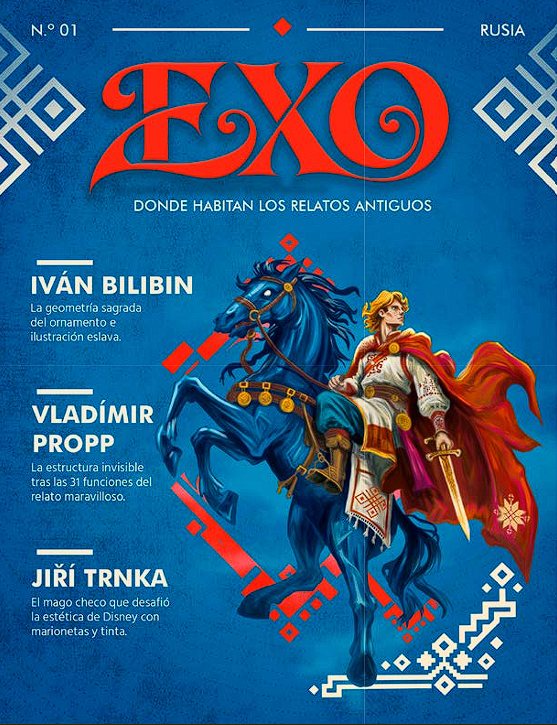 N.º 01
RUSIA
EXO
DONDE HABITAN LOS RELATOS ANTIGUOS
IVÁN BILIBIN
La geometría sagrada
del ornamento e
ilustración eslava.
VLADÍMIR
PROPP
La estructura invisible
tras las 31 funciones del
relato maravilloso.
JIŘÍ TRNKA
El mago checo que desafió
la estética de Disney con
marionetas y tinta.